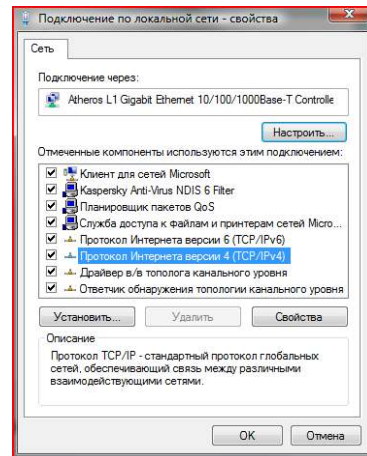 Подключение по локальной сети - свойства
Сеть
Подключение через:
Atheros L1 Gigabit Ethernet 10/100/1000Base-T Controlle
Настроить...
Отмеченные компоненты используются этим подключением:
Клиент для сетей Microsoft
Kaspersky Anti-Virus NDIS 6 Filter
Планировщик пакетов QoS
Служба доступа к файлам и принтерам сетей Micro...
Протокол Интернета версии 6 (TCP/IPv6)
Протокол Интернета версии 4 (TCP/IPv4)
Драйвер в/в тополога канального уровня
Ответчик обнаружения топологии канального уровня
Установить... Удалить Свойства
Описание
Протокол TCP/IP - стандартный протокол глобальных
сетей, обеспечивающий связь между различными
взаимодействующими сетями.
OK Отмена